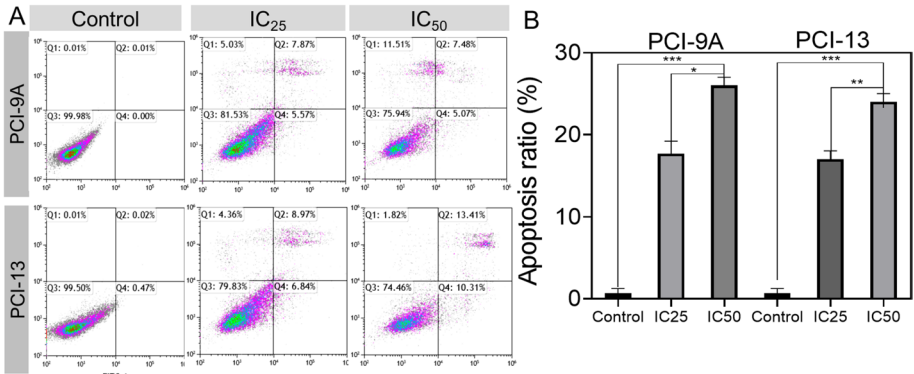 A
Control
IC25
IC50
PCI-9A
Q1: 0.01%
Q2: 0.01%
Q3: 99.98%
Q4: 0.00%
Q1: 5.03%
Q2: 7.87%
Q3: 81.53%
Q4: 5.57%
Q1: 11.51%
Q2: 7.48%
Q3: 75.94%
Q4: 5.07%
PCI-13
Q1: 0.01%
Q2: 0.02%
Q3: 99.50%
Q4: 0.47%
Q1: 4.36%
Q2: 8.97%
Q3: 79.83%
Q4: 6.84%
Q1: 1.82%
Q2: 13.41%
Q3: 74.46%
Q4: 10.31%
B
PCI-9A
PCI-13
Apoptosis ratio (%)
30
20
10
0
***
*
***
**
Control IC25 IC50 Control IC25 IC50